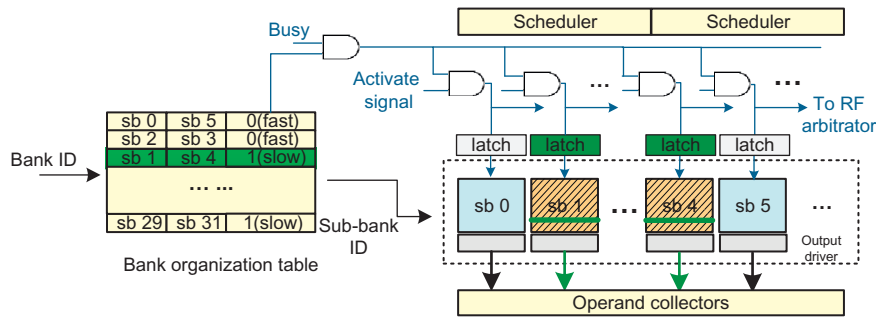 Scheduler Scheduler
Busy
Activate
signal
... ...
To RF
arbitrator
sb 0 sb 5 0(fast)
sb 2 sb 3 0(fast)
sb 1 sb 4 1(slow)
... ...
sb 29 sb 31 1(slow)
Bank ID
Sub-bank
ID
Bank organization table
latch latch latch latch
sb 0 sb 1 ... sb 4 sb 5 ...
Output
driver
Operand collectors